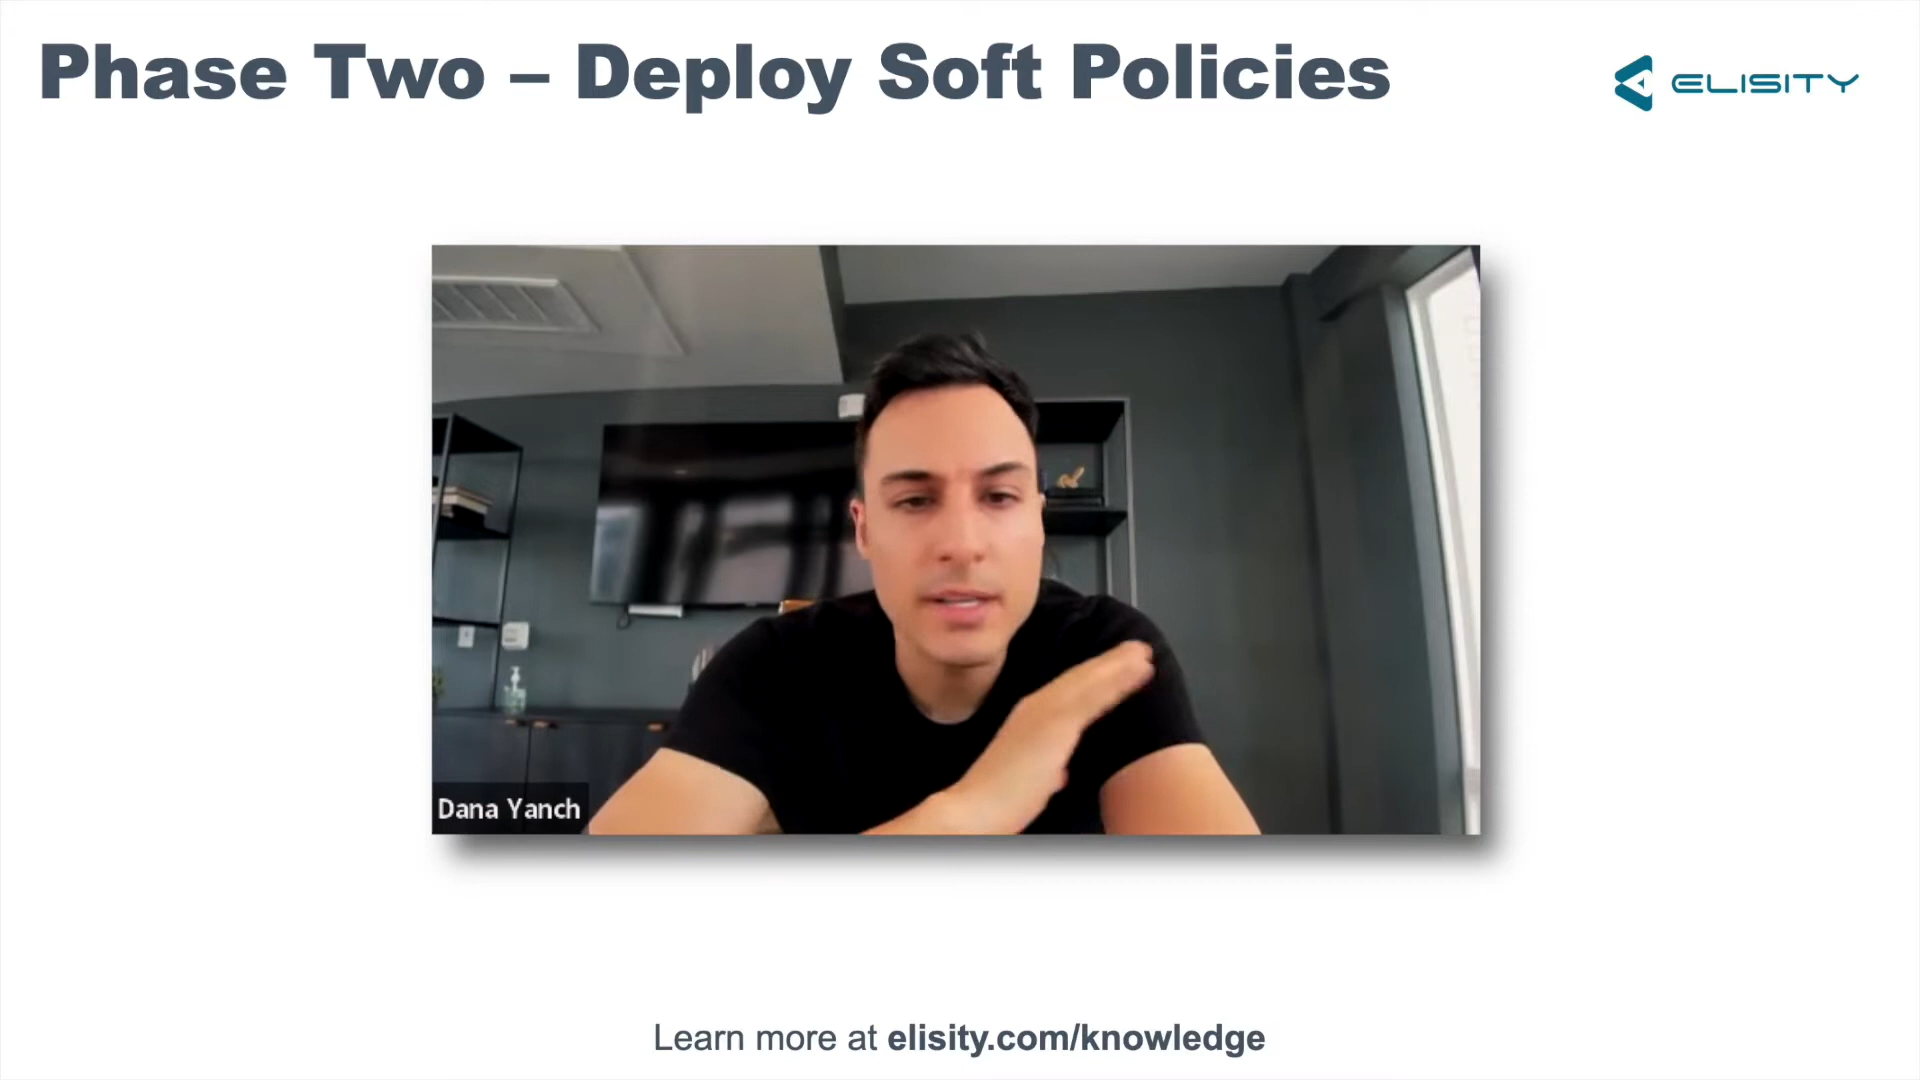 Phase Two – Deploy Soft Policies
ELISITY
Dana Yanch
Learn more at elisity.com/knowledge